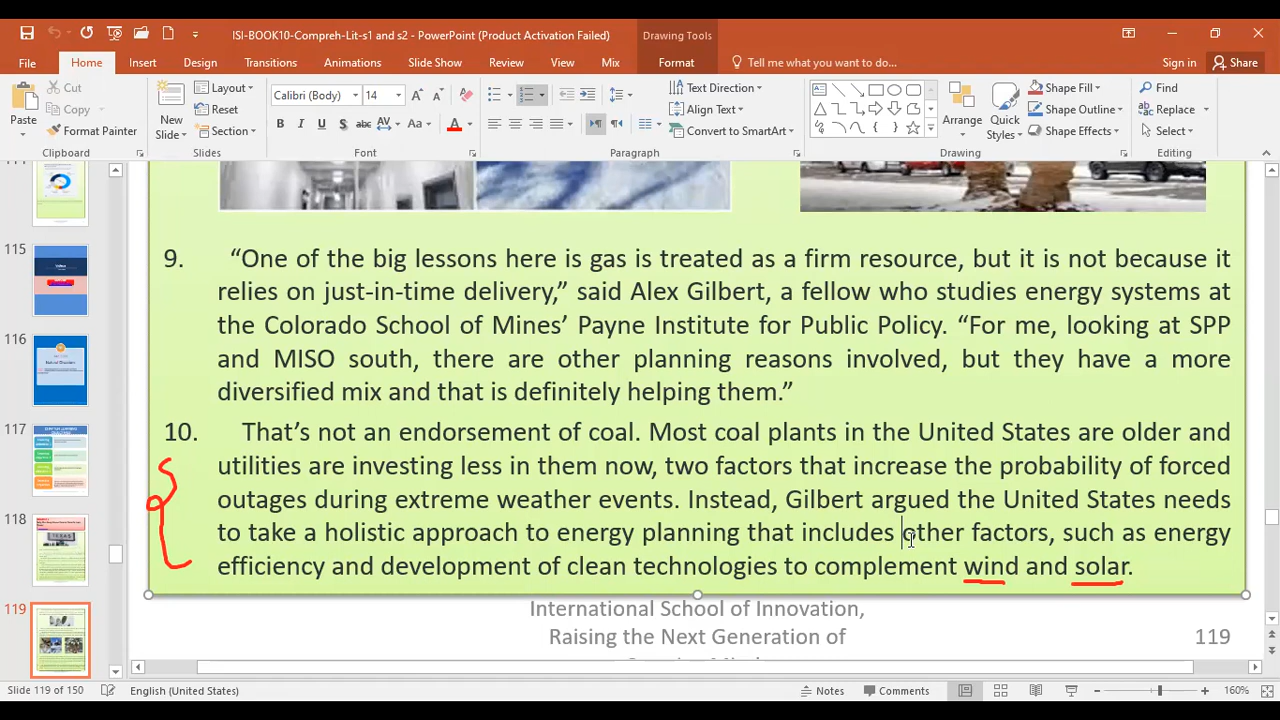 ISI-BOOK10-Compreh-Lit-s1 and s2 - PowerPoint (Product Activation Failed)
Drawing Tools
File Home Insert Design Transitions Animations Slide Show Review View Mix Format Tell me what you want to do... Sign in Share
Paste Cut Copy Format Painter New Slide Layout Reset Section
Calibri (Body) 14 B I U S abc AV Aa A
Text Direction Align Text Convert to SmartArt
Arrange Quick Styles Shape Fill Shape Outline Shape Effects
Find Replace Select
Clipboard Slides Font Paragraph Drawing Editing
9. “One of the big lessons here is gas is treated as a firm resource, but it is not because it
relies on just-in-time delivery,” said Alex Gilbert, a fellow who studies energy systems at
the Colorado School of Mines’ Payne Institute for Public Policy. “For me, looking at SPP
and MISO south, there are other planning reasons involved, but they have a more
diversified mix and that is definitely helping them.”
10. That’s not an endorsement of coal. Most coal plants in the United States are older and
utilities are investing less in them now, two factors that increase the probability of forced
outages during extreme weather events. Instead, Gilbert argued the United States needs
to take a holistic approach to energy planning that includes other factors, such as energy
efficiency and development of clean technologies to complement wind and solar.
International School of Innovation,
Raising the Next Generation of
119
115
116
117
118
119
Slide 119 of 150 English (United States) Notes Comments 160%